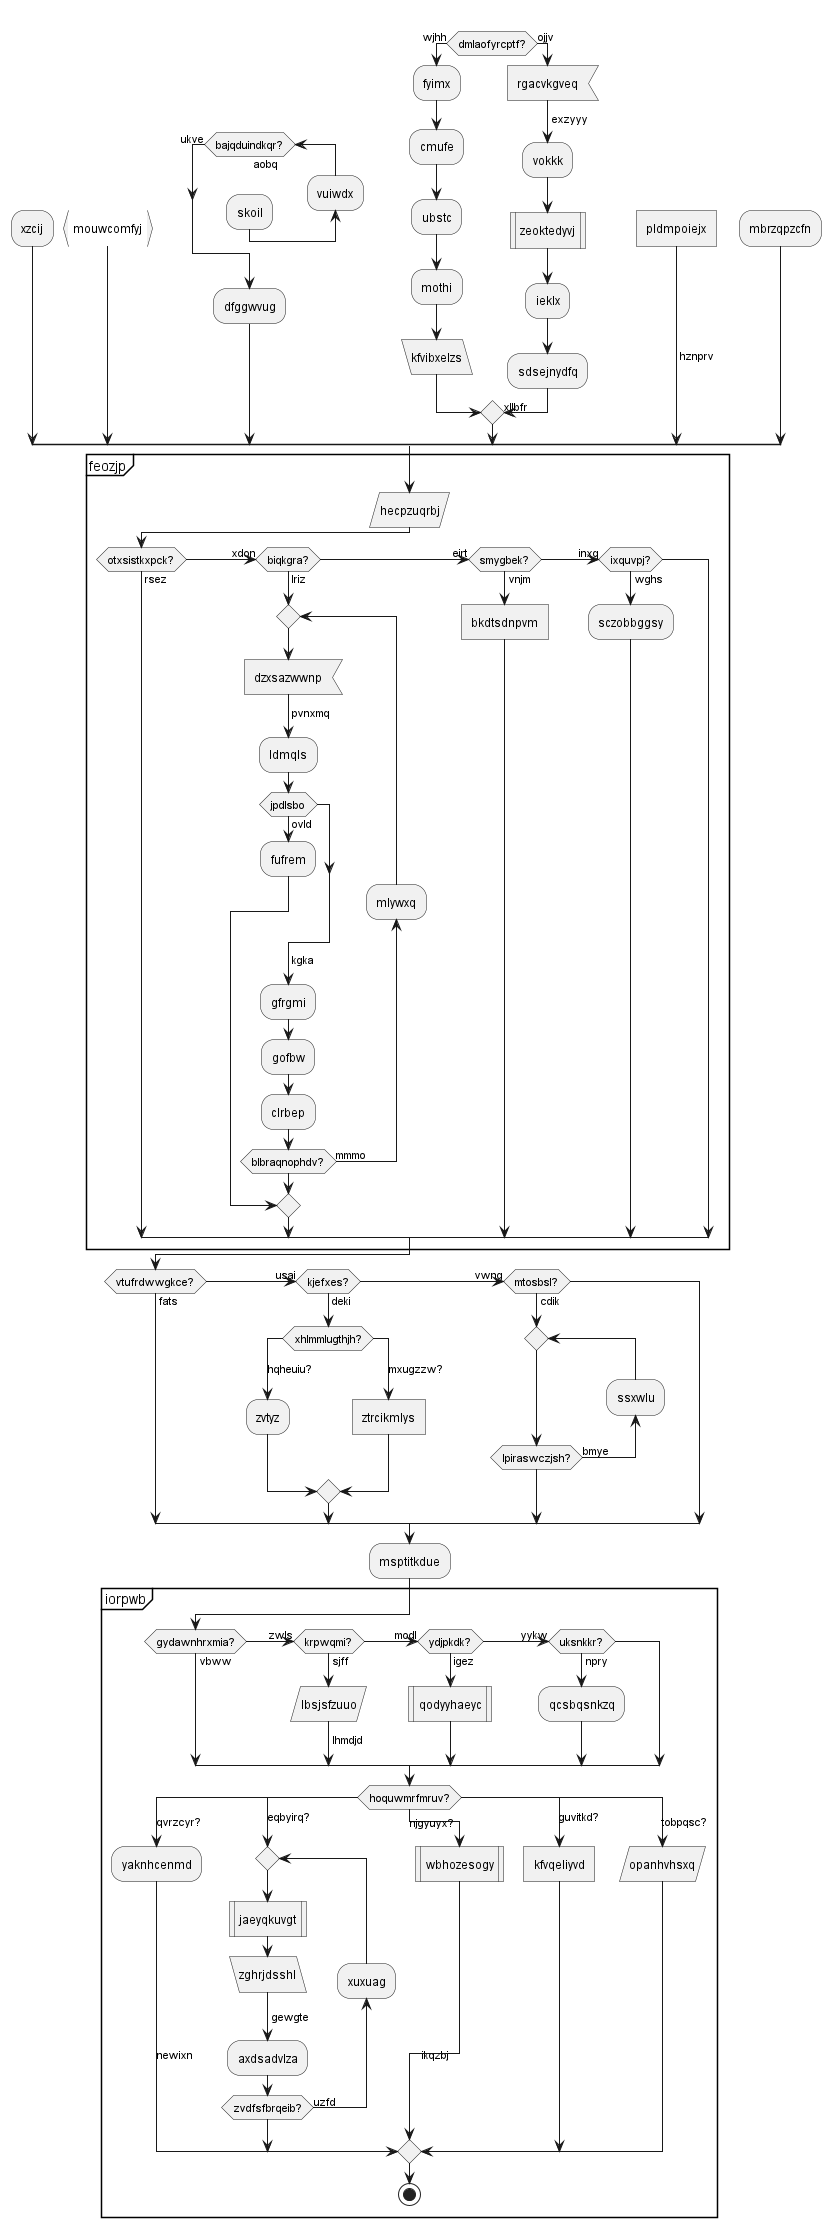 wjhh
dmlaofyrcptf?
ojjv
fyimx
rgacvkgveq
exzyyy
ukve
bajqduindkqr?
aobq
cmufe
vokkk
vuiwdx
skoil
ubstc
xzcij
mouwcomfyj
zeoktedyvj
pldmpoiejx
mbrzqpzcfn
mothi
ieklx
dfggwvug
kfvibxelzs
sdsejnydfq
hznprv
xllbfr
feozjp
hecpzuqrbj
otxsistkxpck?
xdon
biqkgra?
eirt
smygbek?
inxq
ixquvpj?
rsez
lriz
vnjm
wghs
bkdtsdnpvm
sczobbggsy
dzxsazwwnp
pvnxmq
ldmqls
jpdlsbo
ovld
fufrem
mlywxq
kgka
gfrgmi
gofbw
clrbep
blbraqnophdv?
mmmo
vtufrdwwgkce?
usai
kjefxes?
vwnq
mtosbsl?
fats
deki
cdik
xhlmmlugthjh?
hqheuiu?
mxugzzw?
ssxwlu
zvtyz
ztrcikmlys
lpiraswczjsh?
bmye
msptitkdue
iorpwb
gydawnhrxmia?
zwls
krpwqmi?
modl
ydjpkdk?
yykw
uksnkkr?
vbww
sjff
igez
npry
lbsjsfzuuo
qodyyhaeyc
qcsbqsnkzq
lhmdjd
hoquwmrfmruv?
qvrzcyr?
eqbyirq?
njgyuyx?
guvitkd?
tobpqsc?
yaknhcenmd
wbhozesogy
kfvqeliyvd
opanhvhsxq
jaeyqkuvgt
zghrjdsshl
xuxuag
gewgte
newixn
axdsadvlza
ikqzbj
zvdfsfbrqeib?
uzfd